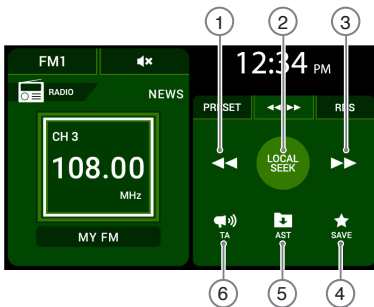 1 2 3
FM1
12:34 PM
RADIO
NEWS
PRESET RDS
CH 3
108.00
MHz
LOCAL
SEEK
MY FM
TA AST SAVE
6 5 4